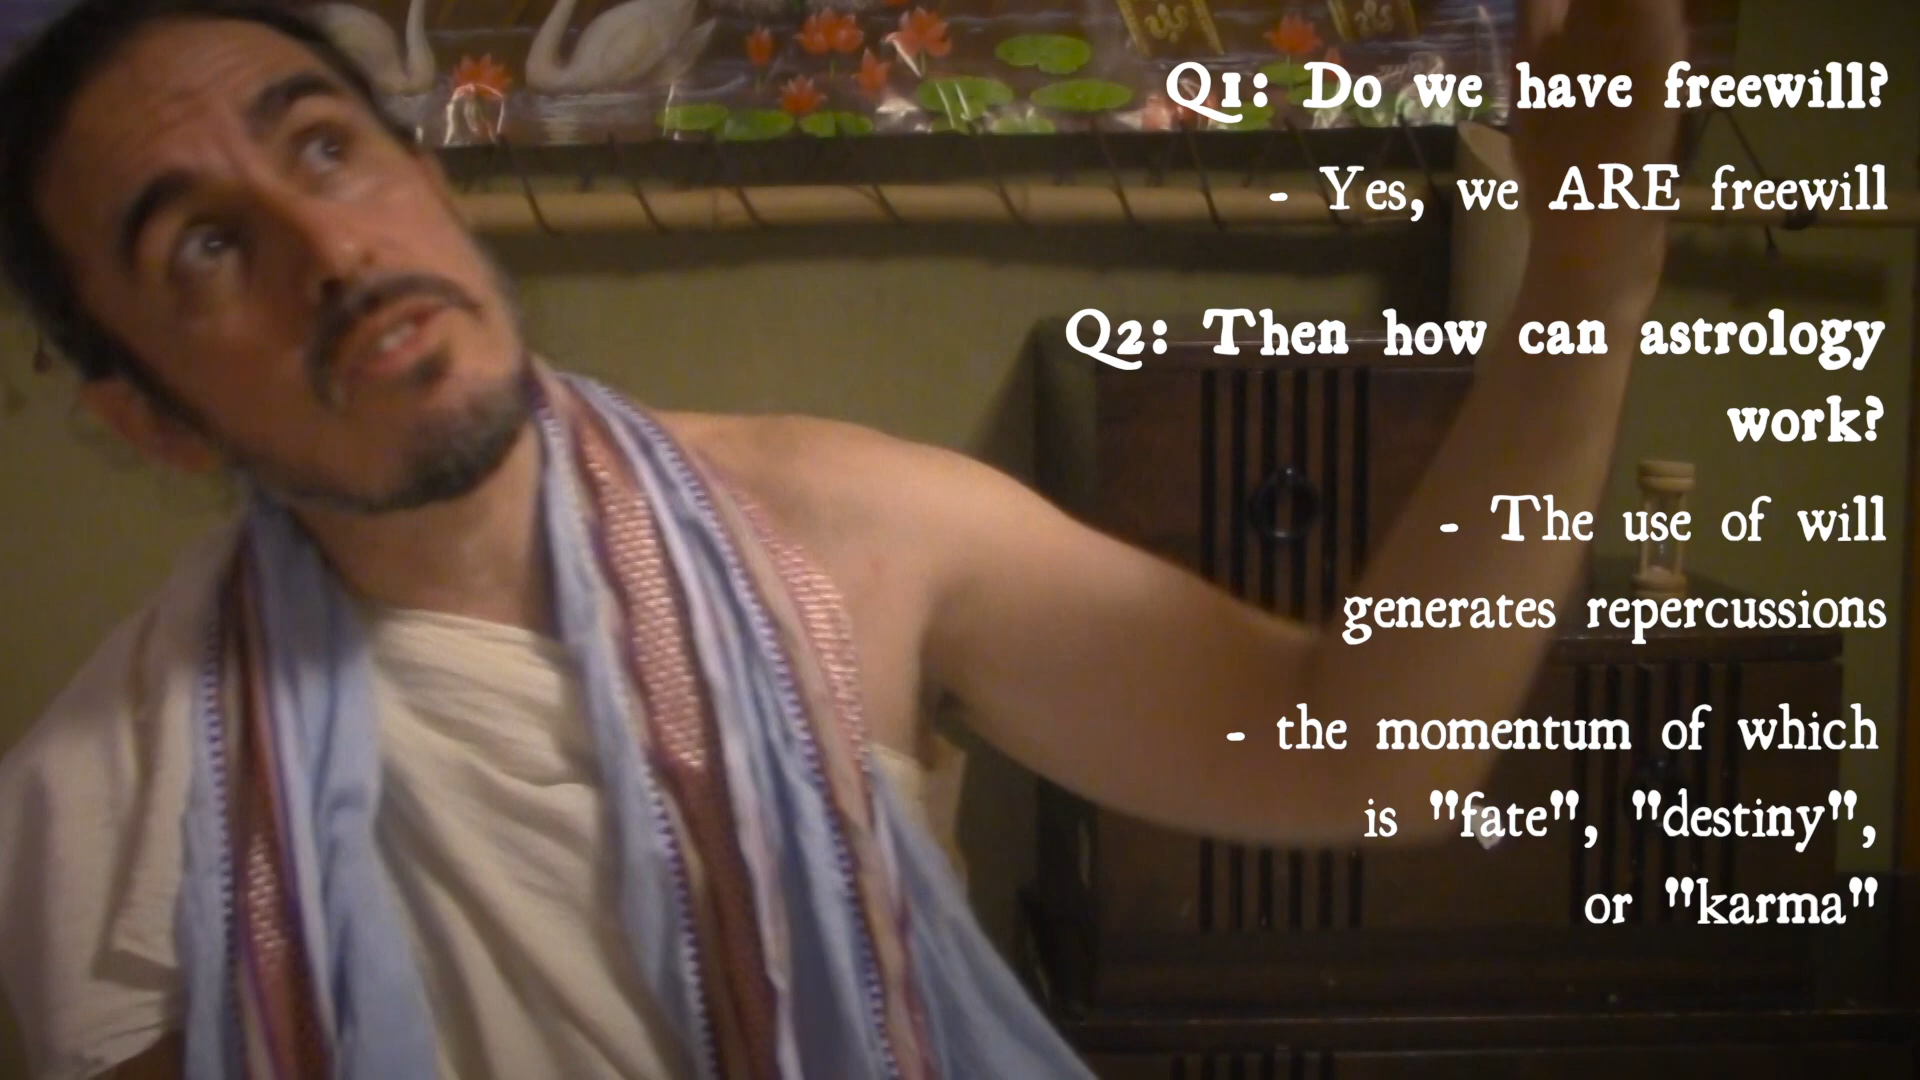 Q1: Do we have freewill?
- Yes, we ARE freewill
Q2: Then how can astrology
work?
- The use of will
generates repercussions
- the momentum of which
is "fate", "destiny",
or "karma"